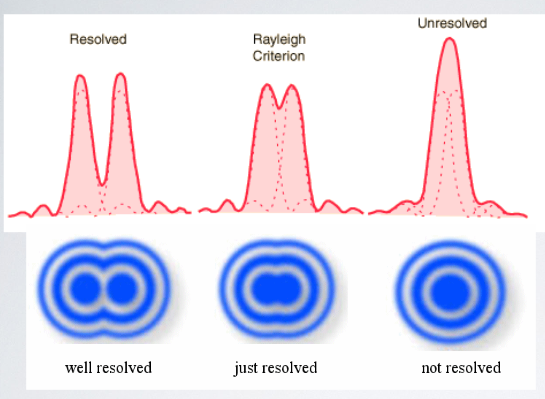 Resolved
Rayleigh
Criterion
Unresolved
well resolved
just resolved
not resolved